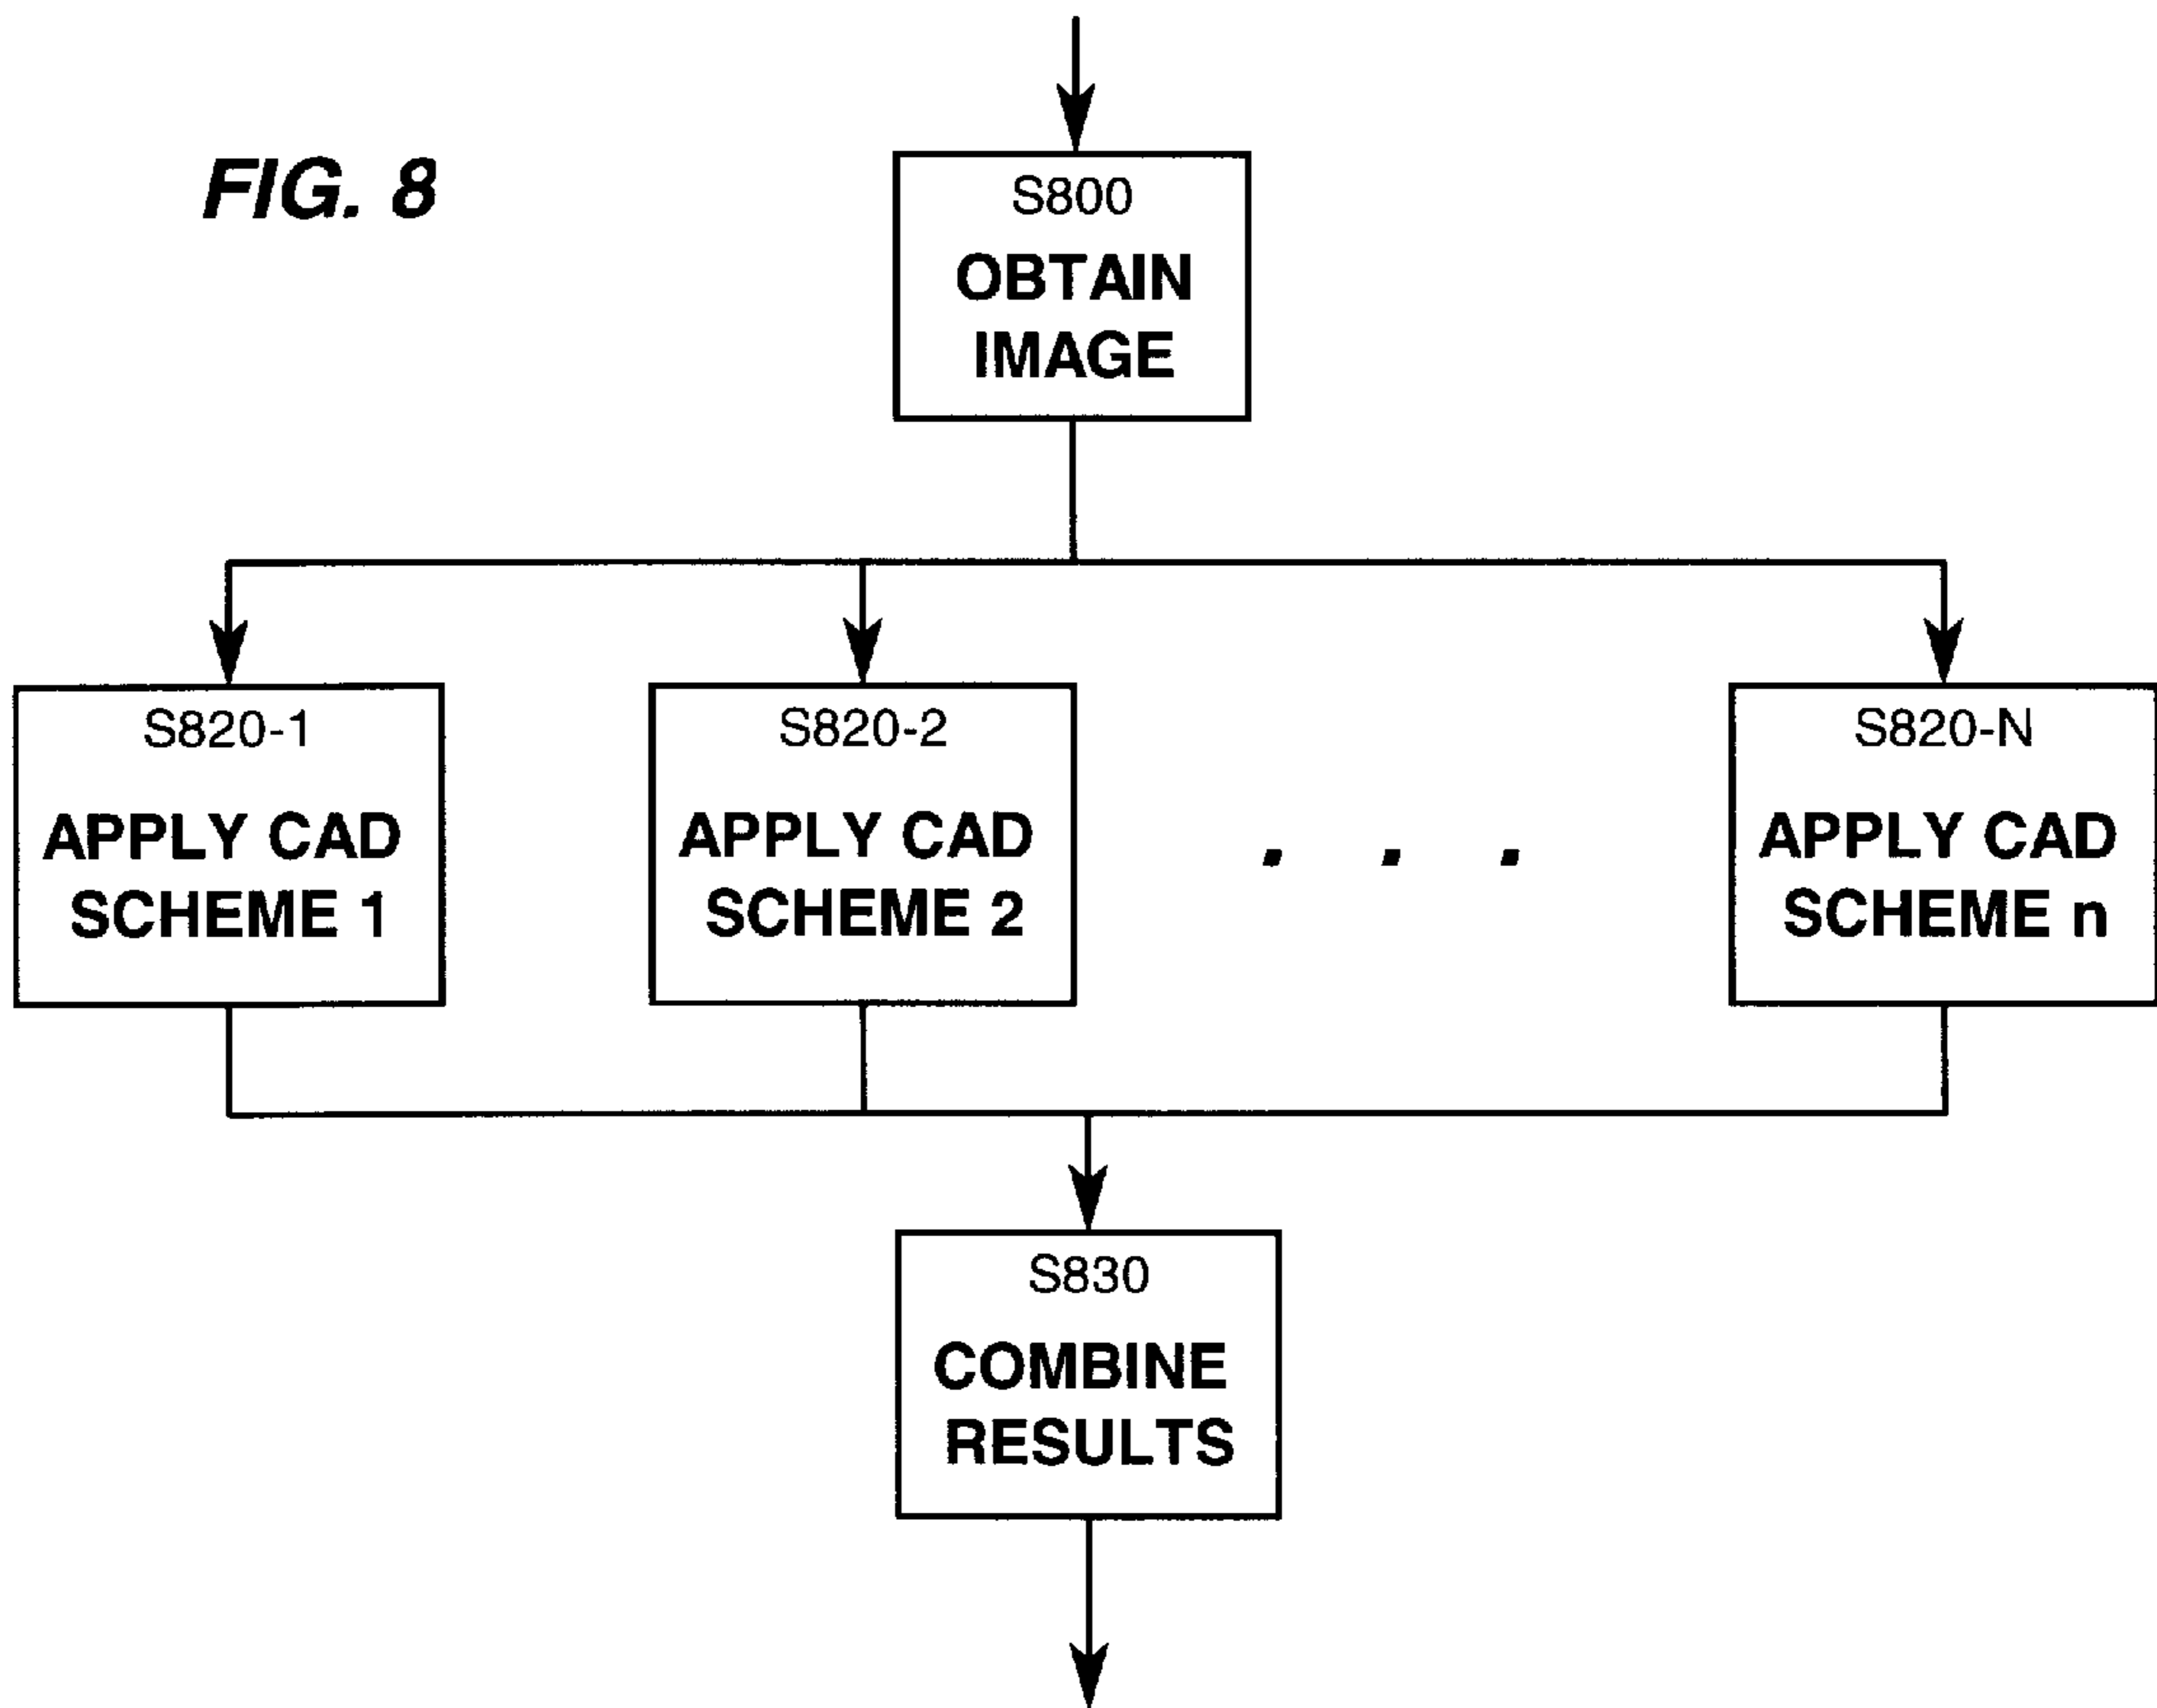 FIG. 8
S800
OBTAIN
IMAGE
S820-1
APPLY CAD
SCHEME 1
S820-2
APPLY CAD
SCHEME 2
. . .
S820-N
APPLY CAD
SCHEME n
S830
COMBINE
RESULTS